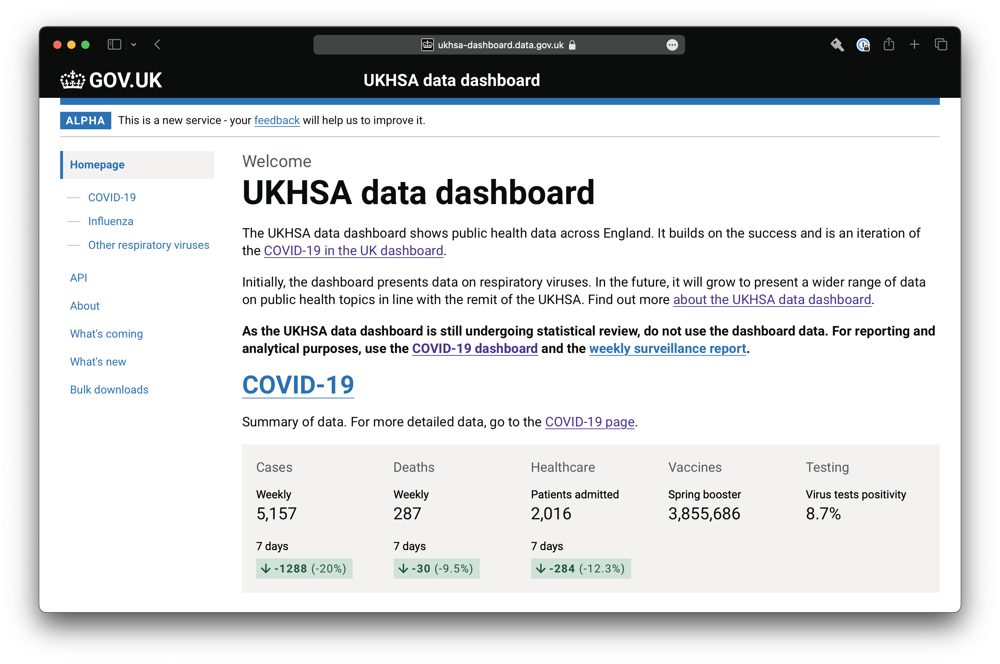 ukhsa-dashboard.data.gov.uk
GOV.UK
UKHSA data dashboard
ALPHA This is a new service - your feedback will help us to improve it.
Homepage
COVID-19
Influenza
Other respiratory viruses
API
About
What's coming
What's new
Bulk downloads
Welcome
UKHSA data dashboard
The UKHSA data dashboard shows public health data across England. It builds on the success and is an iteration of
the COVID-19 in the UK dashboard.
Initially, the dashboard presents data on respiratory viruses. In the future, it will grow to present a wider range of data
on public health topics in line with the remit of the UKHSA. Find out more about the UKHSA data dashboard.
As the UKHSA data dashboard is still undergoing statistical review, do not use the dashboard data. For reporting and
analytical purposes, use the COVID-19 dashboard and the weekly surveillance report.
COVID-19
Summary of data. For more detailed data, go to the COVID-19 page.
Cases
Weekly
5,157
7 days
-1288 (-20%)
Deaths
Weekly
287
7 days
-30 (-9.5%)
Healthcare
Patients admitted
2,016
7 days
-284 (-12.3%)
Vaccines
Spring booster
3,855,686
Testing
Virus tests positivity
8.7%